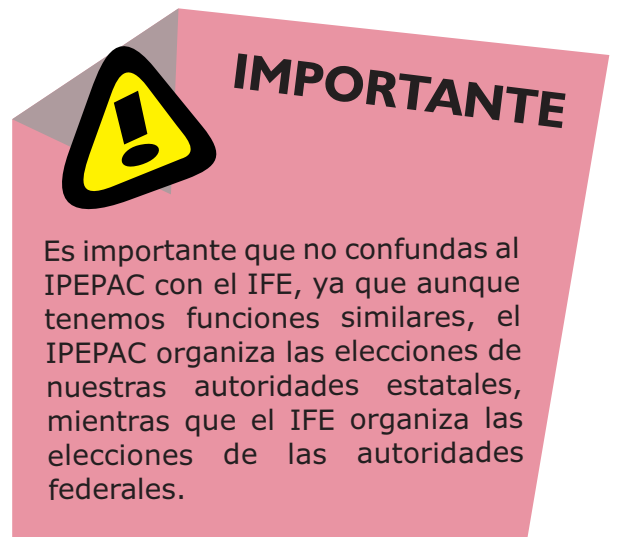 IMPORTANTE
Es importante que no confundas al
IPEPAC con el IFE, ya que aunque
tenemos funciones similares, el
IPEPAC organiza las elecciones de
nuestras autoridades estatales,
mientras que el IFE organiza las
elecciones de las autoridades
federales.